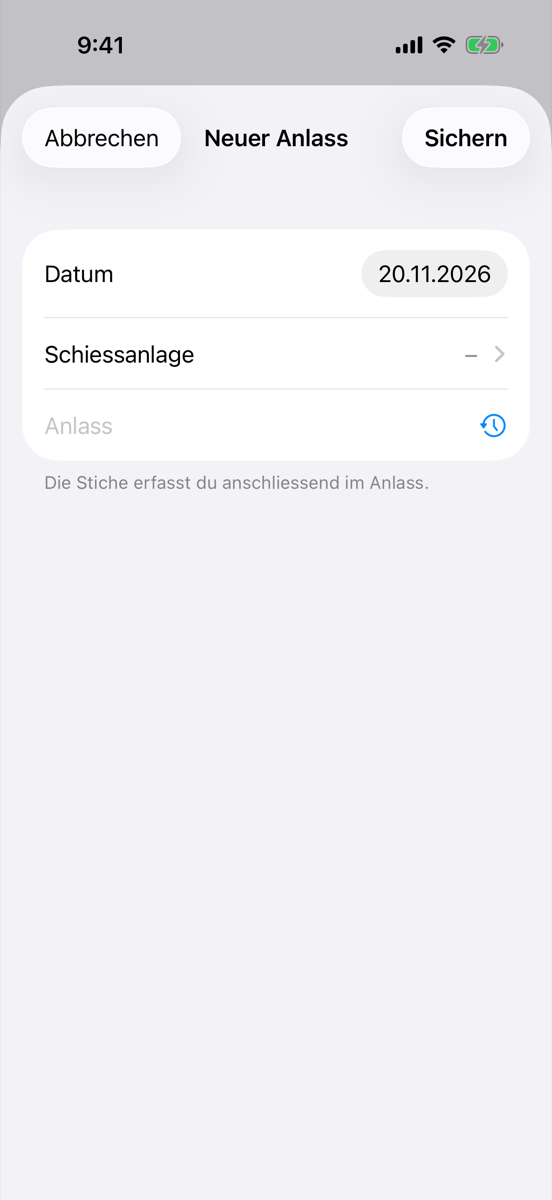 9:41
Abbrechen Neuer Anlass Sichern
Datum 20.11.2026
Schiessanlage –
Anlass
Die Stiche erfasst du anschliessend im Anlass.